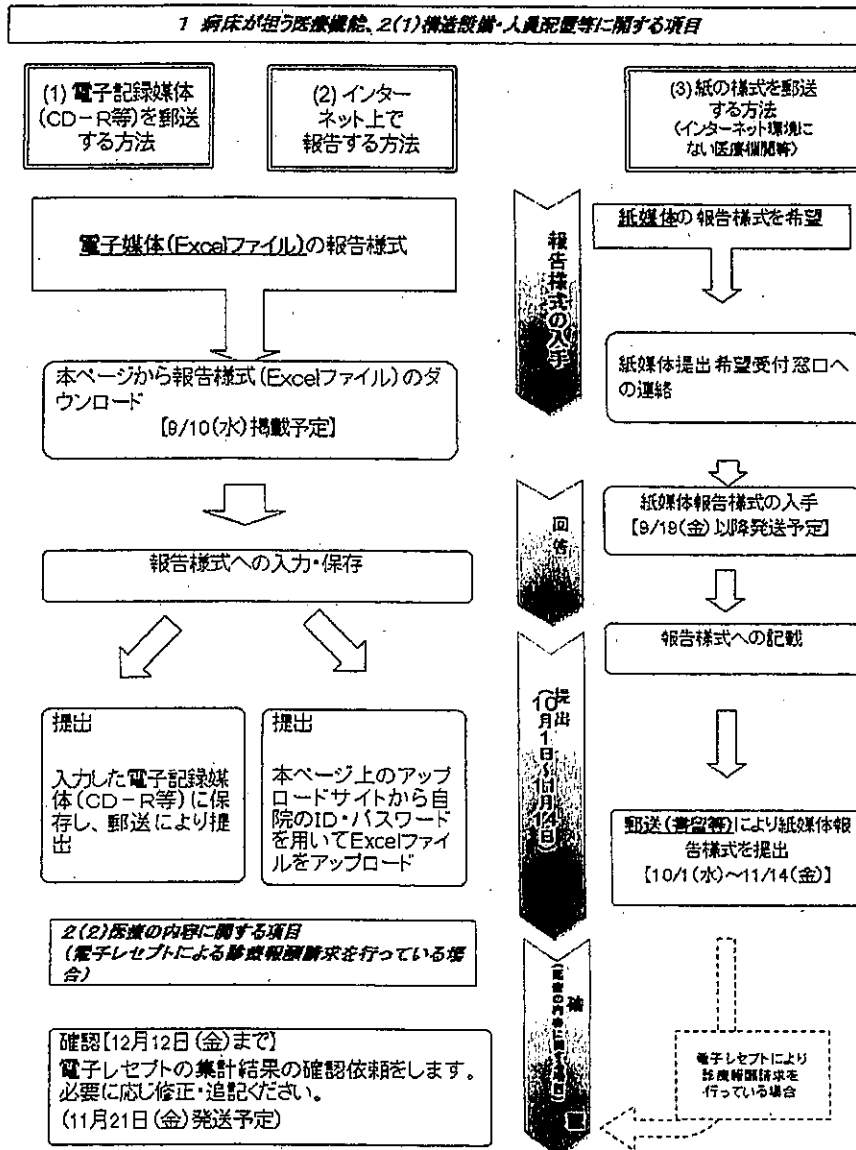 1 病床が担う医療機能、2(1)構造設備・人員配置等に関する項目
(1) 電子記録媒体
(CD-R等)を郵送
する方法
(2) インター
ネット上で
報告する方法
(3)紙の様式を郵送
する方法
(インターネット環境に
ない医療機関等)
電子媒体(Excelファイル)の報告様式
報告様式の入手
紙媒体の報告様式を希望
本ページから報告様式(Excelファイル)のダ
ウンロード
【9/10(水)掲載予定】
紙媒体提出希望受付窓口へ
の連絡
回答
紙媒体報告様式の入手
【9/19(金)以降発送予定】
報告様式への入力・保存
報告様式への記載
提出
入力した電子記録媒
体(CD-R等)に保
存し、郵送により提
出
提出
本ページ上のアップ
ロードサイトから自
院のID・パスワード
を用いてExcelファイ
ルをアップロード
提出
(10月1日~11月14日)
郵送(書留等)により紙媒体報
告様式を提出
【10/1(水)~11/14(金)】
2(2)医療の内容に関する項目
(電子レセプトによる診療報酬請求を行っている場
合)
確認【12月12日(金)まで】
電子レセプトの集計結果の確認依頼をします。
必要に応じ修正・追記ください。
(11月21日(金)発送予定)
確認
(医療の内容に関する項目)
電子レセプトにより
診療報酬請求を
行っている場合